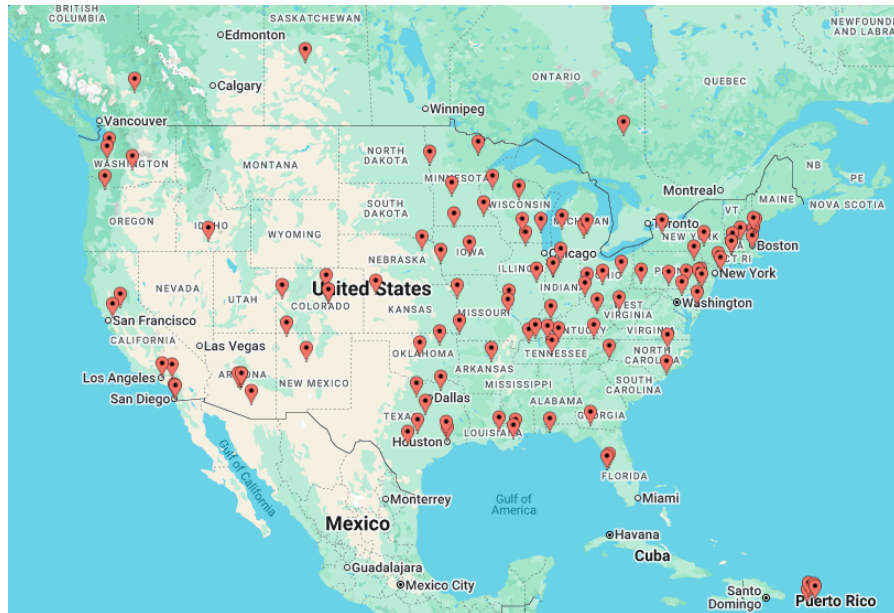 BRITISH
COLUMBIA
SASKATCHEWAN
NEWFOUN
AND LABRA
Edmonton
Calgary
ONTARIO
QUEBEC
Winnipeg
Vancouver
WASHINGTON
MONTANA
NORTH
DAKOTA
MINNESOTA
NB
PE
NOVA SCOTIA
MAINE
Montreal
VT
OREGON
IDAHO
SOUTH
DAKOTA
WISCONSIN
MICHIGAN
Toronto
NEW YORK
WYOMING
IOWA
Chicago
Boston
CT RI
NEBRASKA
ILLINOIS
OHIO
New York
NEVADA
UTAH
COLORADO
United States
KANSAS
MISSOURI
INDIANA
WEST
VIRGINIA
Washington
San Francisco
CALIFORNIA
Las Vegas
KENTUCKY
VIRGINIA
OKLAHOMA
TENNESSEE
NORTH
CAROLINA
Los Angeles
ARIZONA
NEW MEXICO
ARKANSAS
MISSISSIPPI
SOUTH
CAROLINA
San Diego
Dallas
ALABAMA
GEORGIA
TEXAS
LOUISIANA
Houston
Gulf of
California
FLORIDA
Monterrey
Gulf of
America
Miami
Mexico
Havana
Cuba
Guadalajara
Mexico City
Santo
Domingo
Puerto Rico